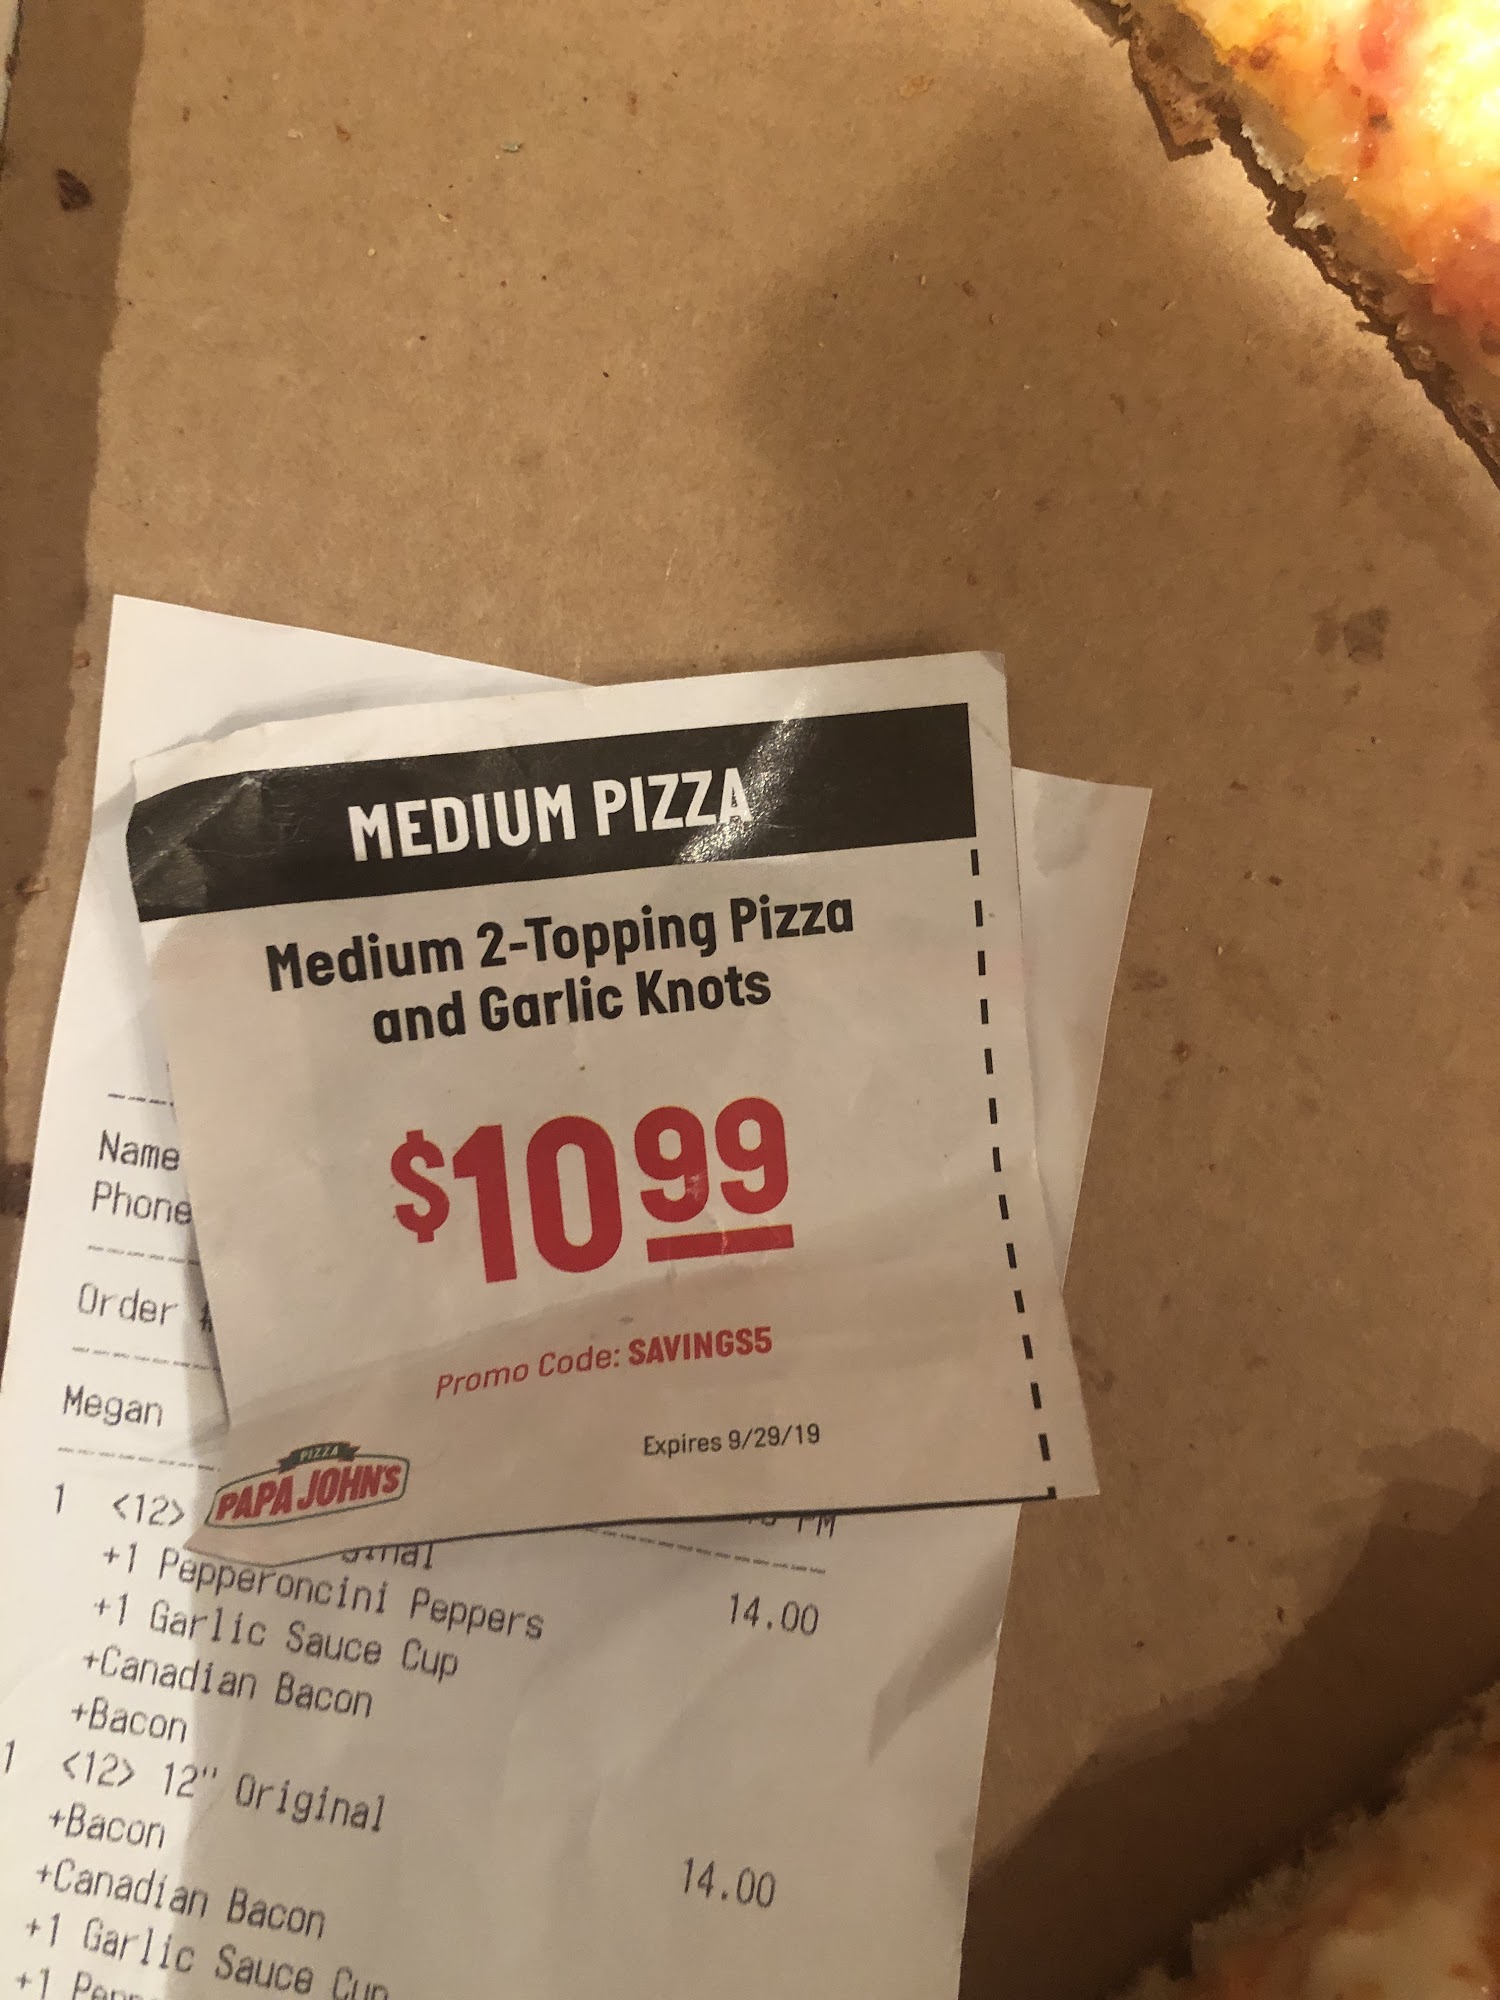 MEDIUM PIZZA
Medium 2-Topping Pizza
and Garlic Knots
$10 99
Promo Code: SAVINGS5
Expires 9/29/19
PIZZA
PAPA JOHN'S
Name
Phone
Order
Megan
PM
1 <12>
+1 Pepperoncini Peppers 14.00
+1 Garlic Sauce Cup
+Canadian Bacon
+Bacon
1 <12> 12" Original
+Bacon 14.00
+Canadian Bacon
+1 Garlic Sauce Cup
+1